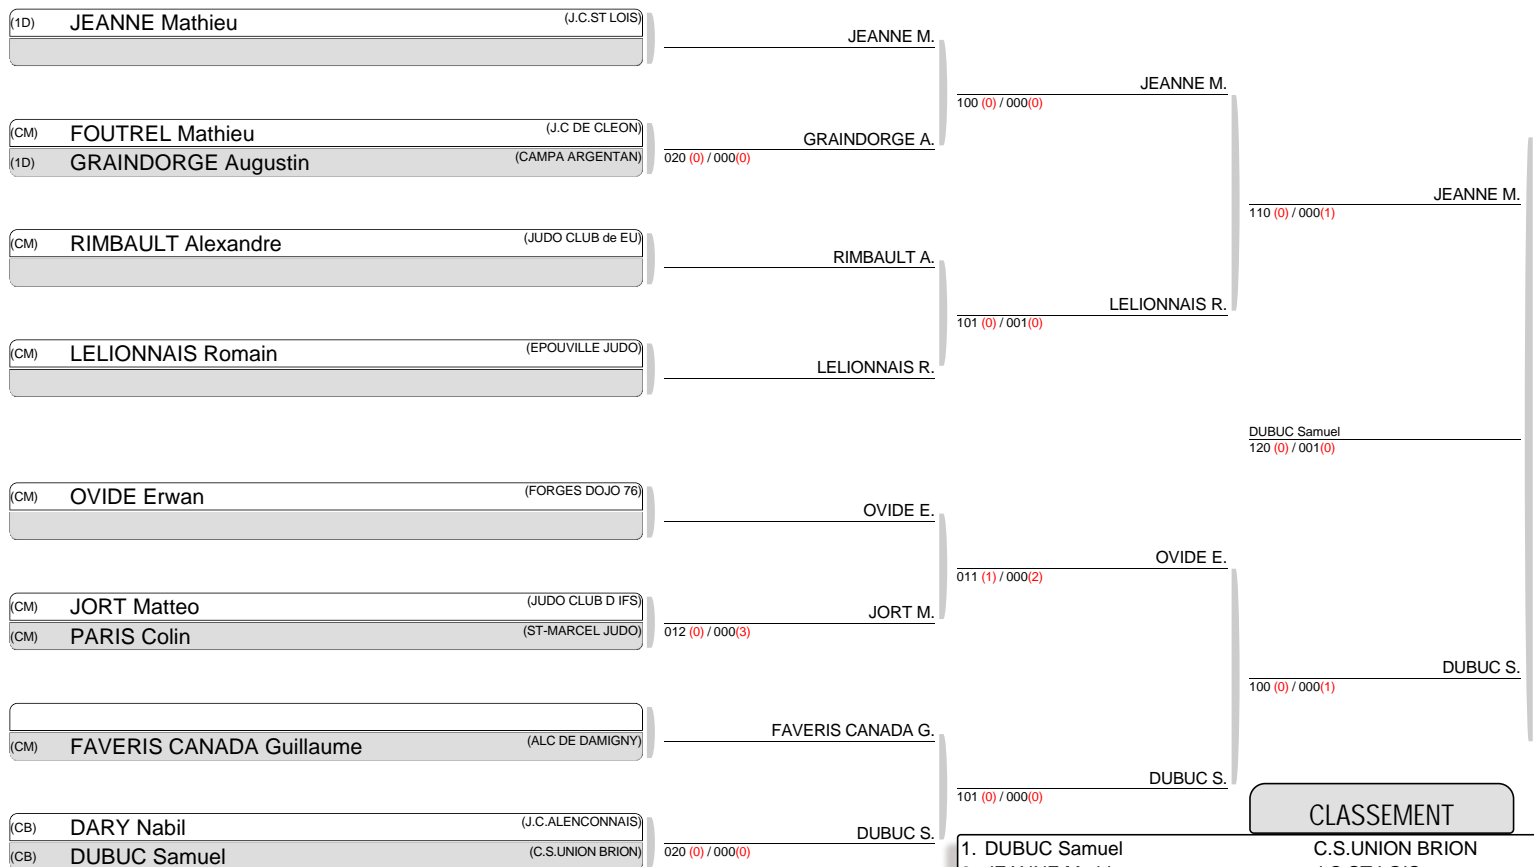 (1D) JEANNE Mathieu (J.C.ST LOIS)
JEANNE M.
JEANNE M.
100 (0) / 000(0)
(CM) FOUTREL Mathieu (J.C DE CLEON)
(1D) GRAINDORGE Augustin (CAMPA ARGENTAN)
GRAINDORGE A.
020 (0) / 000(0)
JEANNE M.
110 (0) / 000(1)
(CM) RIMBAULT Alexandre (JUDO CLUB de EU)
RIMBAULT A.
LELIONNAIS R.
101 (0) / 001(0)
(CM) LELIONNAIS Romain (EPOUVILLE JUDO)
LELIONNAIS R.
DUBUC Samuel
120 (0) / 001(0)
(CM) OVIDE Erwan (FORGES DOJO 76)
OVIDE E.
OVIDE E.
011 (1) / 000(2)
(CM) JORT Matteo (JUDO CLUB D IFS)
(CM) PARIS Colin (ST-MARCEL JUDO)
JORT M.
012 (0) / 000(3)
DUBUC S.
100 (0) / 000(1)
(CM) FAVERIS CANADA Guillaume (ALC DE DAMIGNY)
FAVERIS CANADA G.
DUBUC S.
101 (0) / 000(0)
(CB) DARY Nabil (J.C.ALENCONNAIS)
(CB) DUBUC Samuel (C.S.UNION BRION)
DUBUC S.
020 (0) / 000(0)
CLASSEMENT
1. DUBUC Samuel C.S.UNION BRION